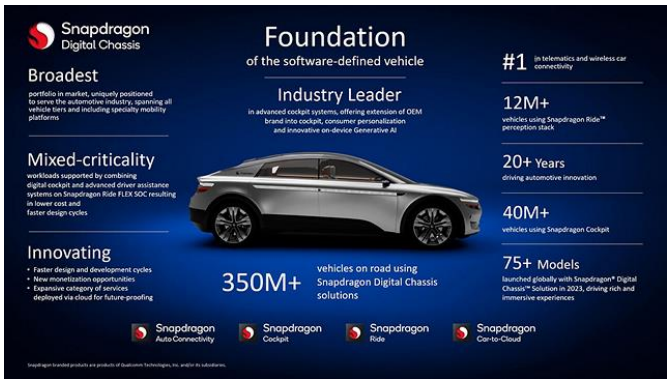 Snapdragon
Digital Chassis
Broadest
portfolio in market, uniquely positioned
to serve the automotive industry, spanning all
vehicle tiers and including specialty mobility
platforms
Mixed-criticality
workloads supported by combining
digital cockpit and advanced driver assistance
systems on Snapdragon Ride FLEX SOC resulting
in lower cost and
faster design cycles
Innovating
• Faster design and development cycles
• New monetization opportunities
• Expansive category of services
deployed via cloud for future-proofing
Foundation
of the software-defined vehicle
Industry Leader
in advanced cockpit systems, offering extension of OEM
brand into cockpit, consumer personalization
and innovative on-device Generative AI
350M+
vehicles on road using
Snapdragon Digital Chassis
solutions
#1
in telematics and wireless car
connectivity
12M+
vehicles using Snapdragon Ride™
perception stack
20+ Years
driving automotive innovation
40M+
vehicles using Snapdragon Cockpit
75+ Models
launched globally with Snapdragon® Digital
Chassis™ Solution in 2023, driving rich and
immersive experiences
Snapdragon
Auto Connectivity
Snapdragon
Cockpit
Snapdragon
Ride
Snapdragon
Car-to-Cloud
Snapdragon branded products are products of Qualcomm Technologies, Inc. and/or its subsidiaries.